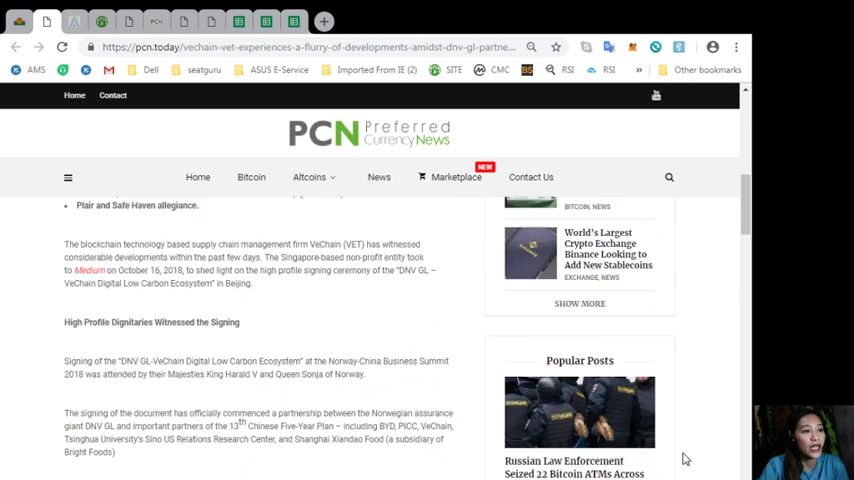 PCN
https://pcn.today/vechain-vet-experiences-a-flurry-of-developments-amidst-dnv-gl-partne...
AMS
Dell
seatguru
ASUS E-Service
Imported From IE (2)
SITE
CMC
BS
RSI
RSI
»
Other bookmarks
Home
Contact
PCN Preferred
CurrencyNews
Home
Bitcoin
Altcoins
News
NEW
Marketplace
Contact Us
• Plair and Safe Haven allegiance.
The blockchain technology based supply chain management firm VeChain (VET) has witnessed
considerable developments within the past few days. The Singapore-based non-profit entity took
to Medium on October 16, 2018, to shed light on the high profile signing ceremony of the “DNV GL –
VeChain Digital Low Carbon Ecosystem” in Beijing.
High Profile Dignitaries Witnessed the Signing
Signing of the “DNV GL-VeChain Digital Low Carbon Ecosystem” at the Norway-China Business Summit
2018 was attended by their Majesties King Harald V and Queen Sonja of Norway.
The signing of the document has officially commenced a partnership between the Norwegian assurance
giant DNV GL and important partners of the 13th Chinese Five-Year Plan – including BYD, PICC, VeChain,
Tsinghua University's Sino US Relations Research Center, and Shanghai Xiandao Food (a subsidiary of
Bright Foods)
BITCOIN, NEWS
World's Largest
Crypto Exchange
Binance Looking to
Add New Stablecoins
EXCHANGE, NEWS
SHOW MORE
Popular Posts
Russian Law Enforcement
Seized 22 Bitcoin ATMs Across